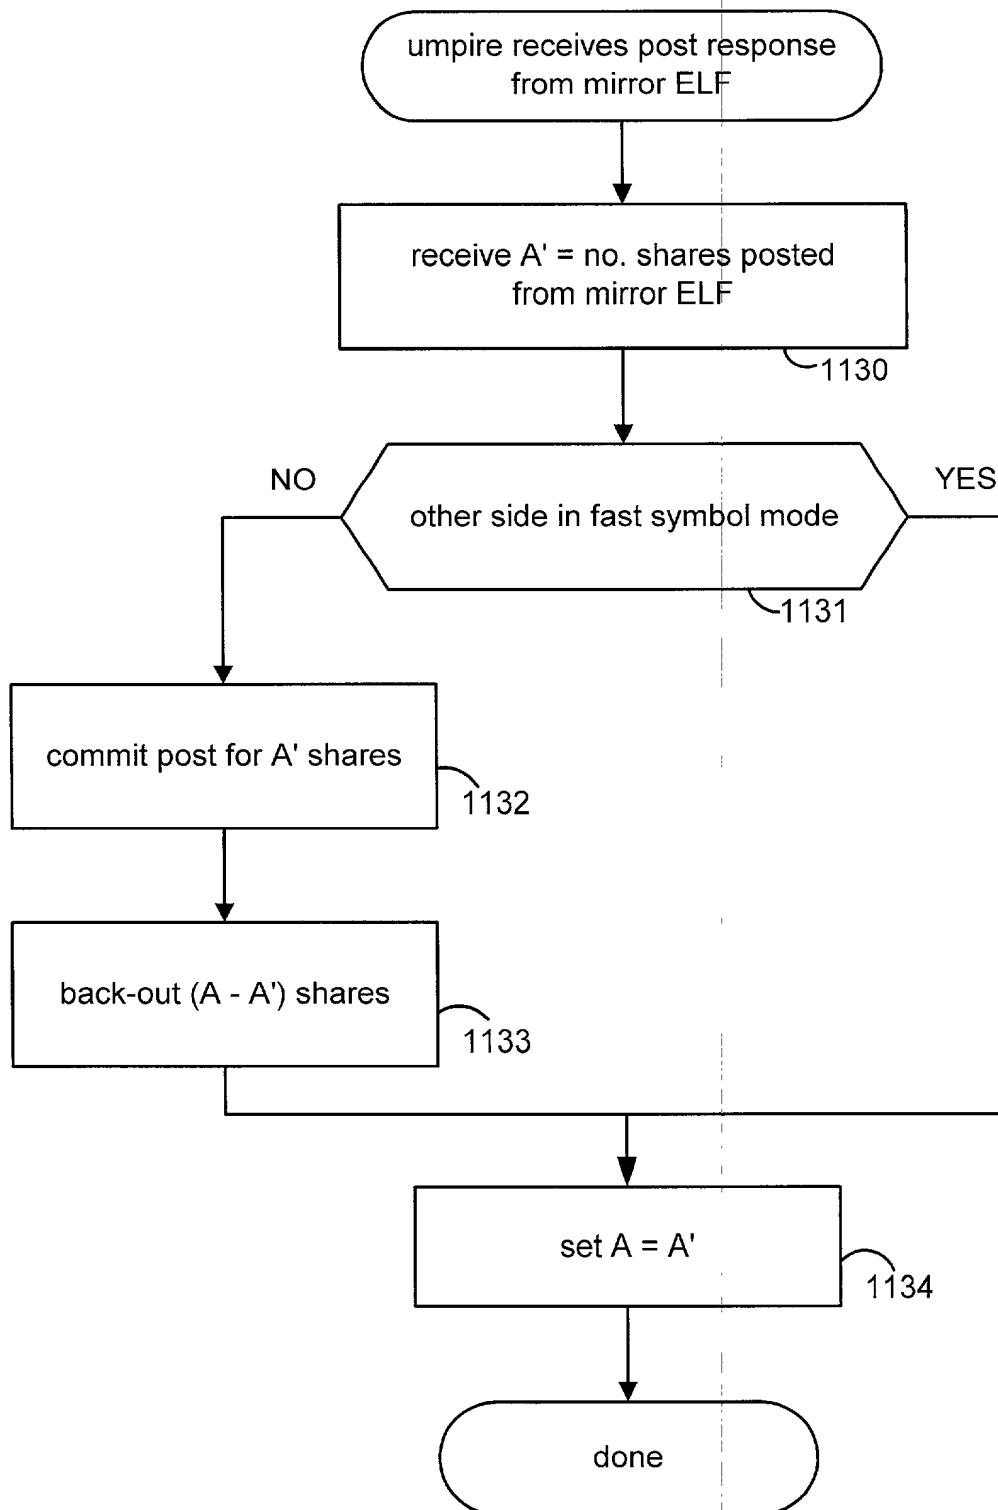 umpire receives post response
from mirror ELF
receive A' = no. shares posted
from mirror ELF
1130
NO
YES
other side in fast symbol mode
1131
commit post for A' shares
1132
back-out (A - A') shares
1133
set A = A'
1134
done